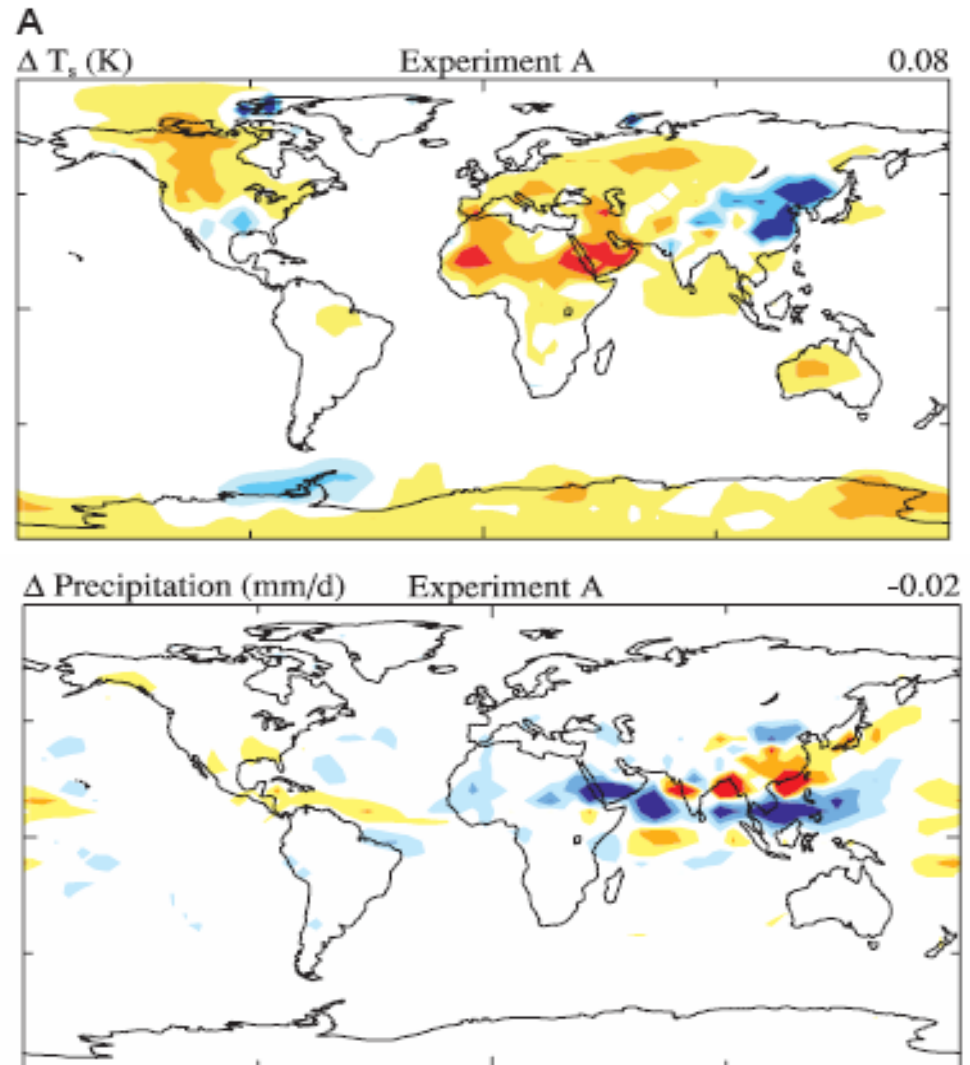 A
Δ Tₛ (K) Experiment A 0.08
Δ Precipitation (mm/d) Experiment A -0.02